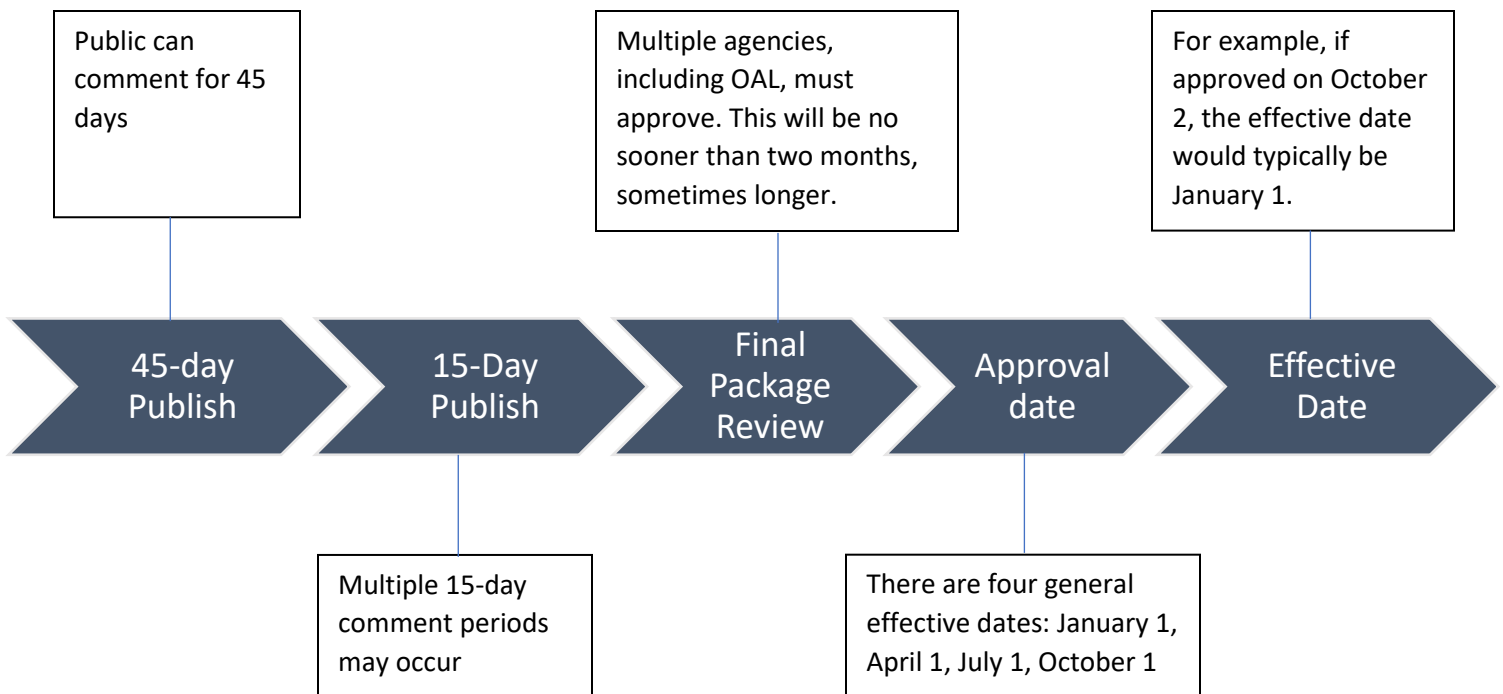 Public can
comment for 45
days
Multiple agencies,
including OAL, must
approve. This will be no
sooner than two months,
sometimes longer.
For example, if
approved on October
2, the effective date
would typically be
January 1.
45-day
Publish
15-Day
Publish
Final
Package
Review
Approval
date
Effective
Date
Multiple 15-day
comment periods
may occur
There are four general
effective dates: January 1,
April 1, July 1, October 1